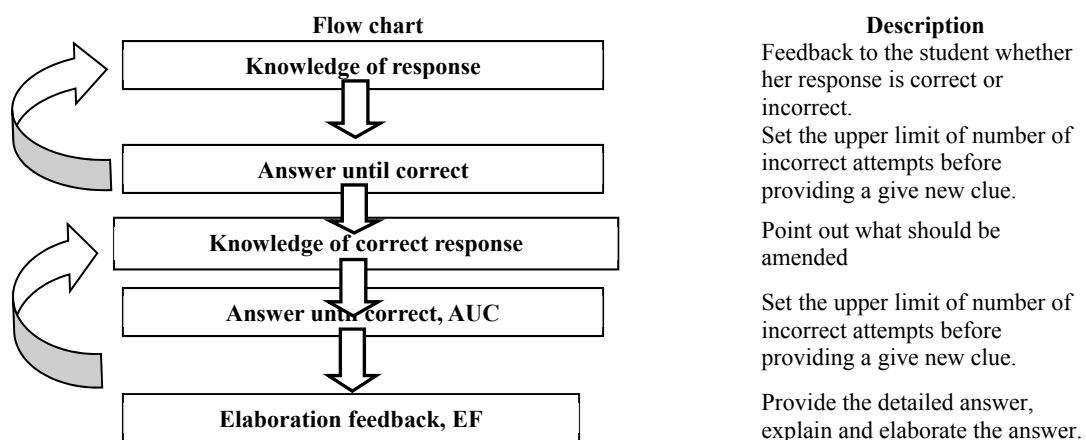 Flow chart
Description
Knowledge of response
Feedback to the student whether
her response is correct or
incorrect.
Answer until correct
Set the upper limit of number of
incorrect attempts before
providing a give new clue.
Knowledge of correct response
Point out what should be
amended
Answer until correct, AUC
Set the upper limit of number of
incorrect attempts before
providing a give new clue.
Elaboration feedback, EF
Provide the detailed answer,
explain and elaborate the answer.